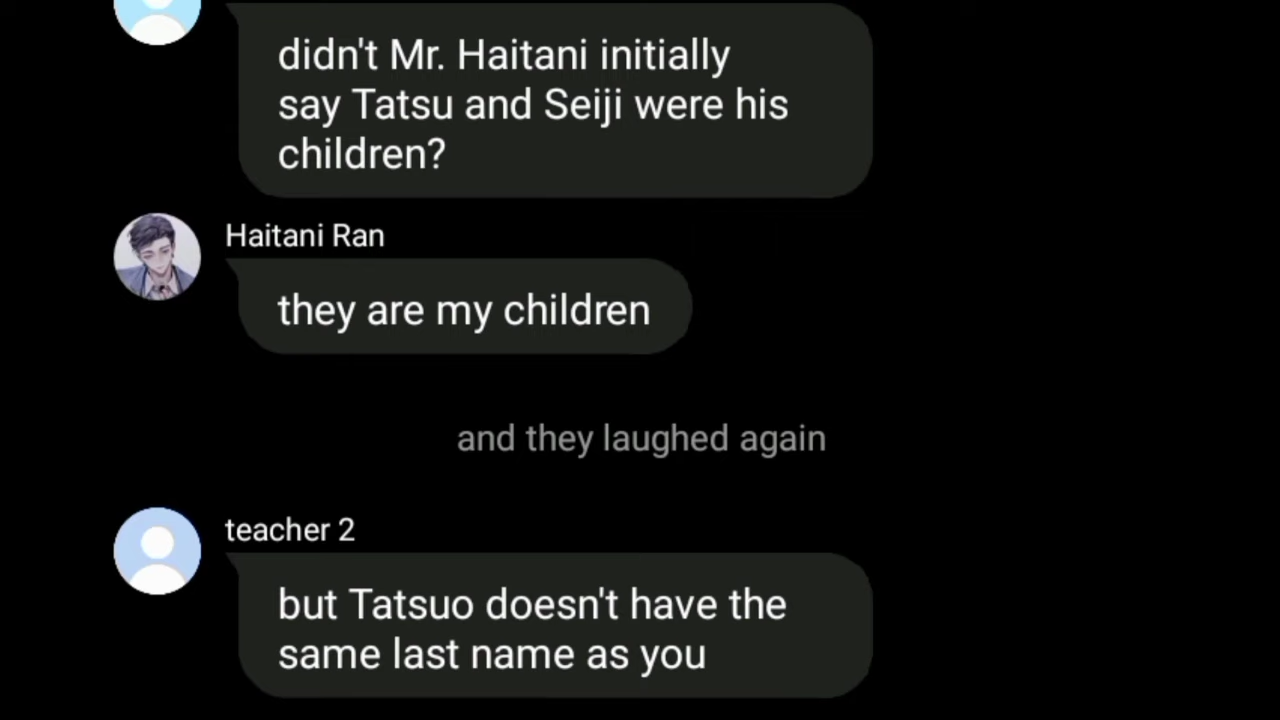 didn't Mr. Haitani initially
say Tatsu and Seiji were his
children?
Haitani Ran
they are my children
and they laughed again
teacher 2
but Tatsuo doesn't have the
same last name as you